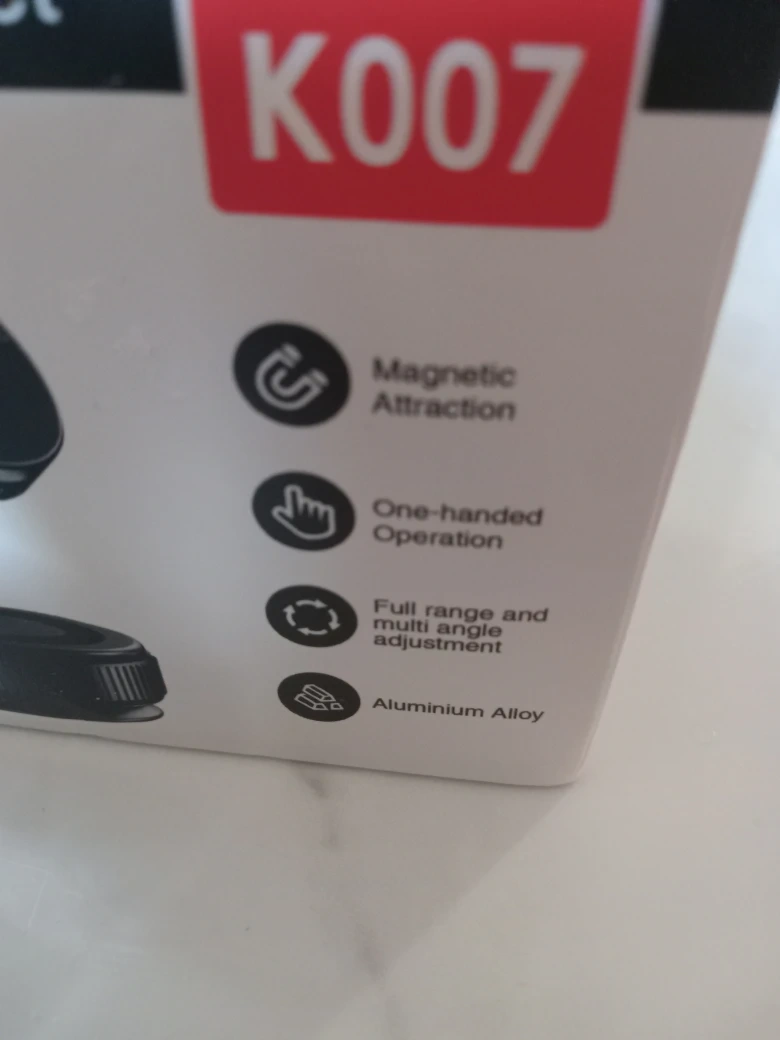 K007
Magnetic
Attraction
One-handed
Operation
Full range and
multi angle
adjustment
Aluminium Alloy